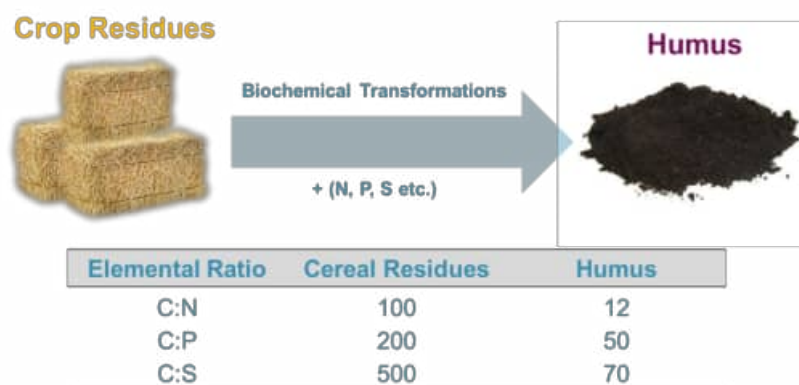 Crop Residues
Humus
Biochemical Transformations
+ (N, P, S etc.)
Elemental Ratio Cereal Residues Humus
C:N 100 12
C:P 200 50
C:S 500 70